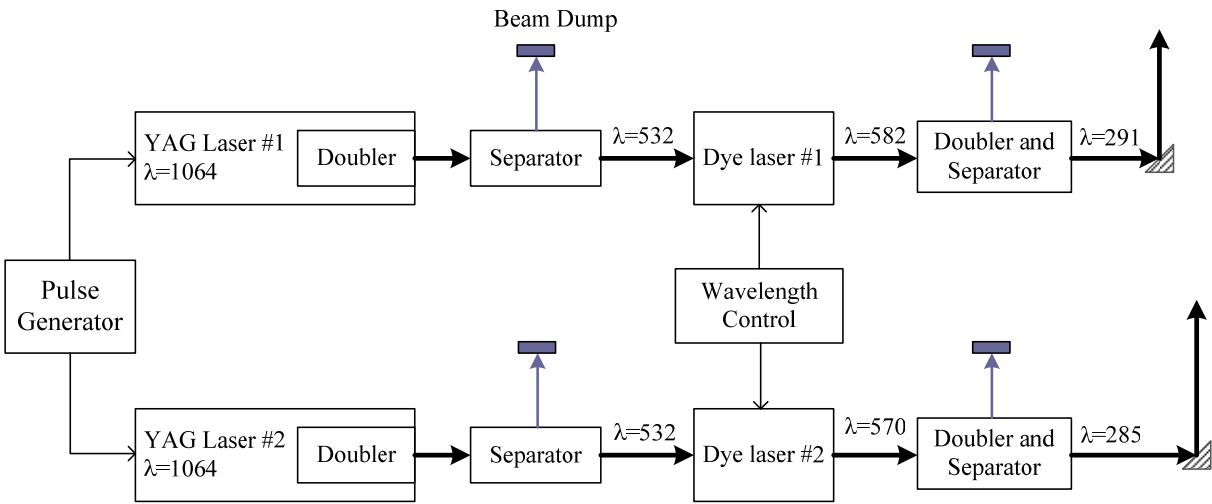 Beam Dump
YAG Laser #1
λ=1064
Doubler
Separator
λ=532
Dye laser #1
λ=582
Doubler and
Separator
λ=291
Pulse
Generator
Wavelength
Control
YAG Laser #2
λ=1064
Doubler
Separator
λ=532
Dye laser #2
λ=570
Doubler and
Separator
λ=285